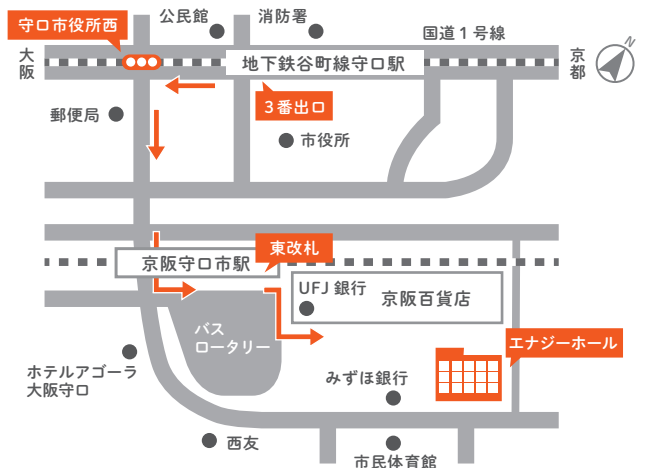 守口市役所西
公民館
消防署
国道１号線
大阪
地下鉄谷町線守口駅
京都
N
３番出口
郵便局
市役所
東改札
京阪守口市駅
UFJ 銀行
京阪百貨店
バス
ロータリー
エナジーホール
ホテルアゴーラ
大阪守口
みずほ銀行
西友
市民体育館